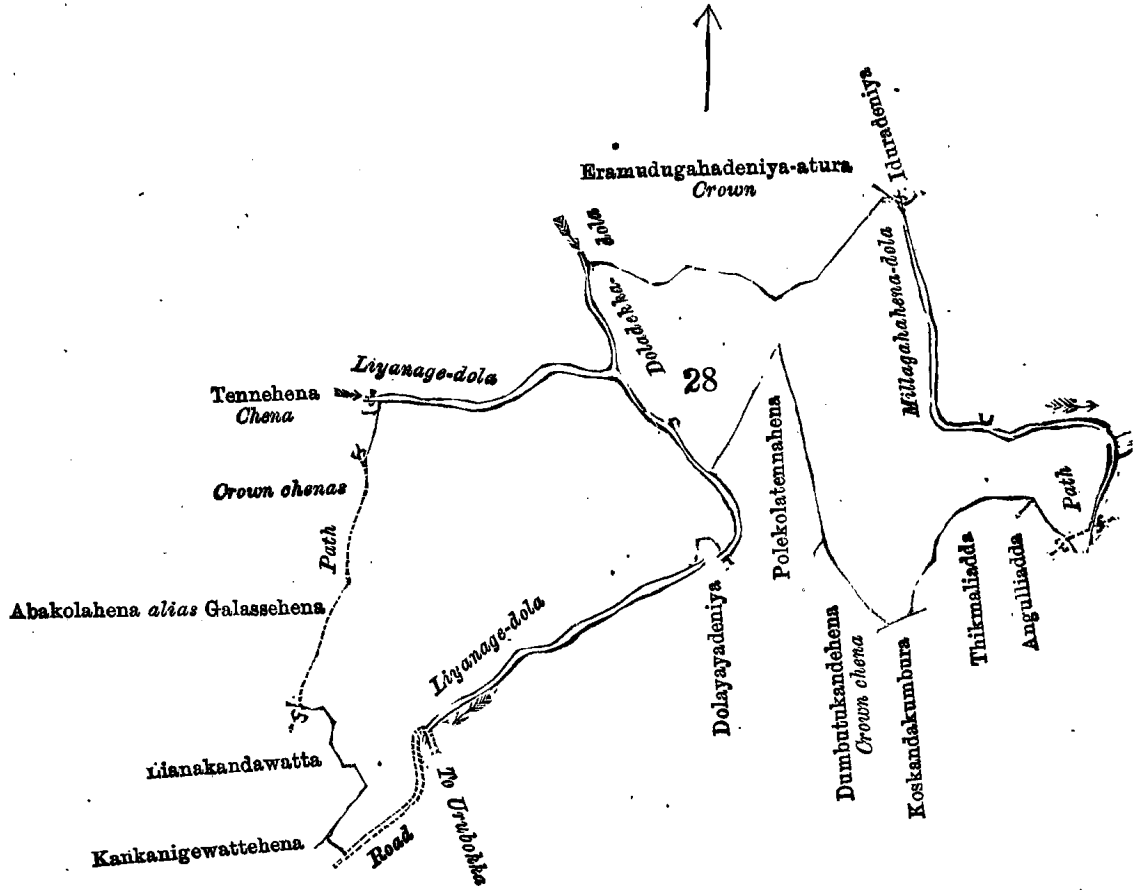 Iduradeniya
Eramudugahadeniya-atura
Crown
dola
Doladekka-
Millagahahena-dola
Liyanage-dola
28
Tennehena
Chena
Crown chenas
Path
Path
Polekolatennahena
Thikmaliadda
Angulliadda
Abakolahena alias Galassehena
Liyanage-dola
Dolayayadeniya
Dumbutukandehena
Crown chena
Koskandakumbura
Lianakandawatta
To Urubokka
Kankanigewattehena
Road